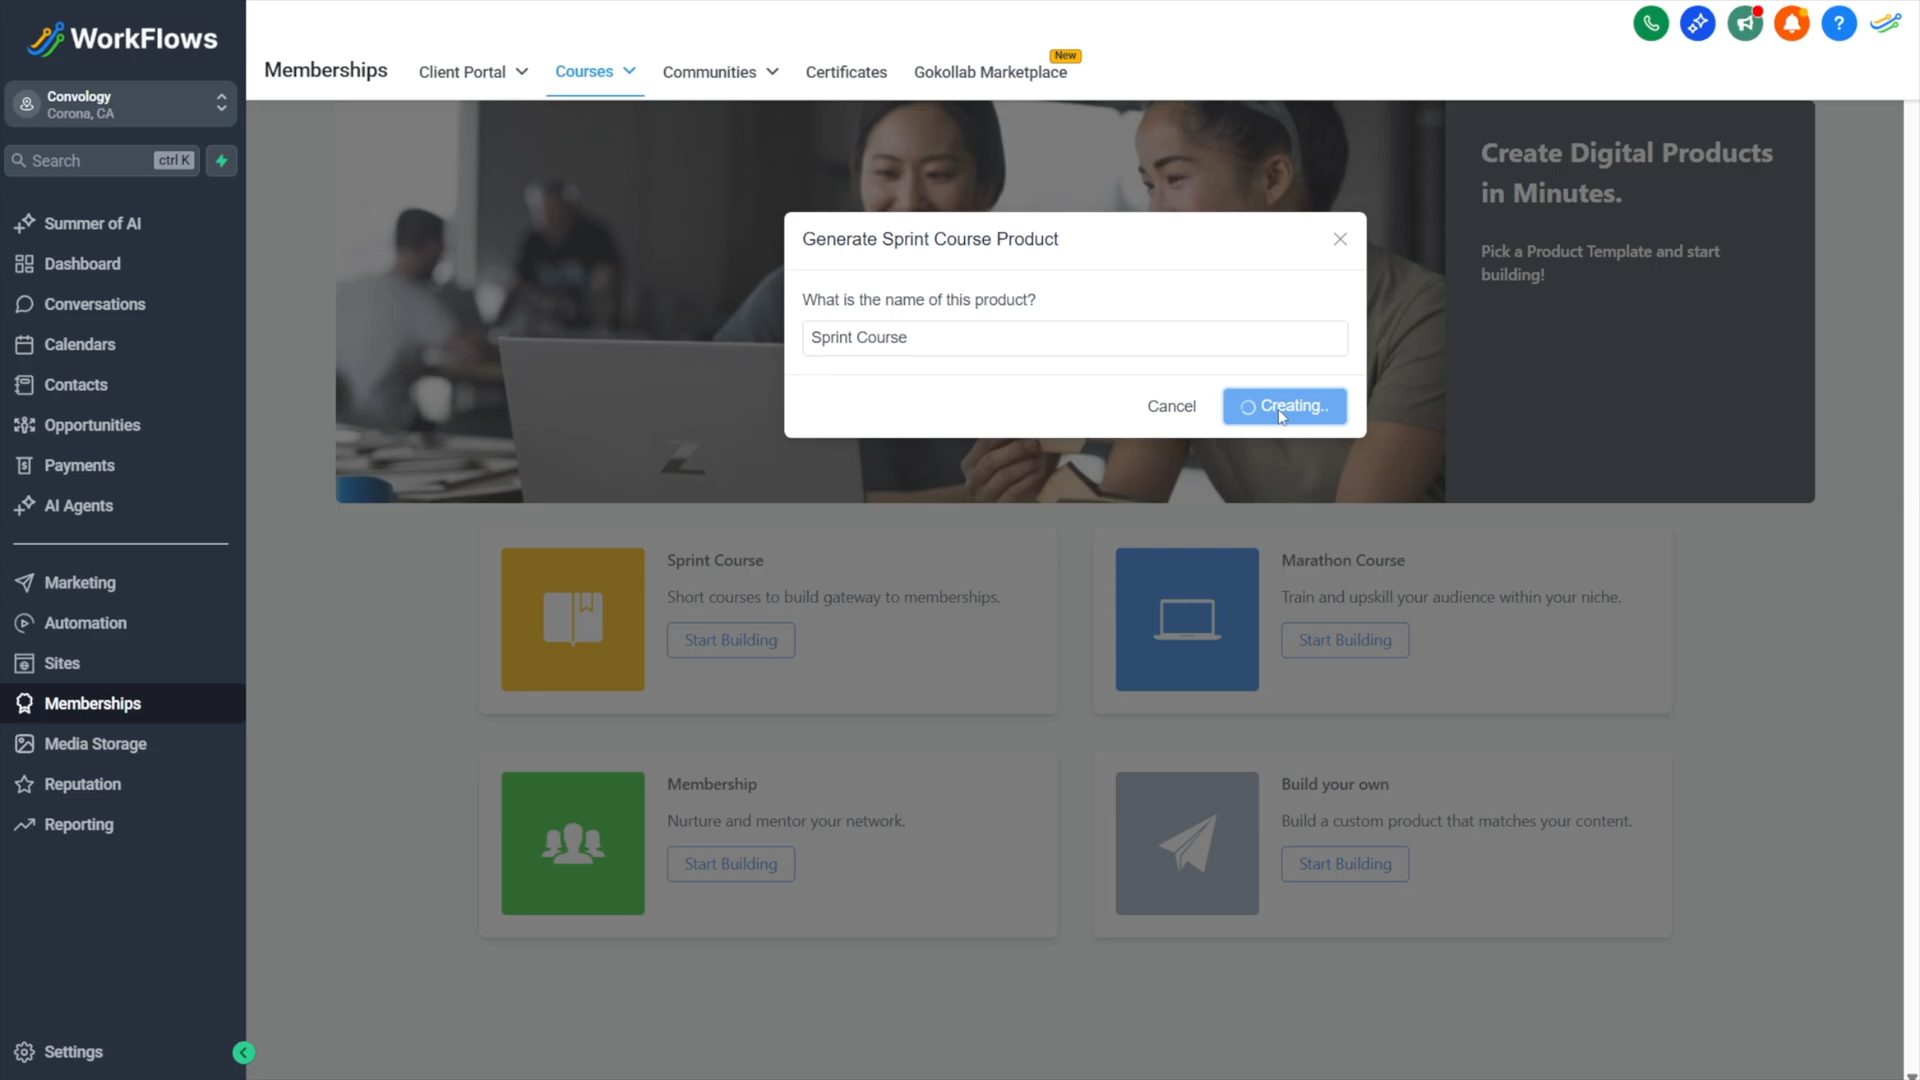 WorkFlows
Convology
Corona, CA
Search
ctrl K
Summer of AI
Dashboard
Conversations
Calendars
Contacts
Opportunities
Payments
AI Agents
Marketing
Automation
Sites
Memberships
Media Storage
Reputation
Reporting
Settings
Memberships
Client Portal
Courses
Communities
Certificates
Gokollab Marketplace
New
?
Create Digital Products
in Minutes.
Pick a Product Template and start
building!
Generate Sprint Course Product
What is the name of this product?
Sprint Course
Cancel
Creating..
Sprint Course
Short courses to build gateway to memberships.
Start Building
Marathon Course
Train and upskill your audience within your niche.
Start Building
Membership
Nurture and mentor your network.
Start Building
Build your own
Build a custom product that matches your content.
Start Building